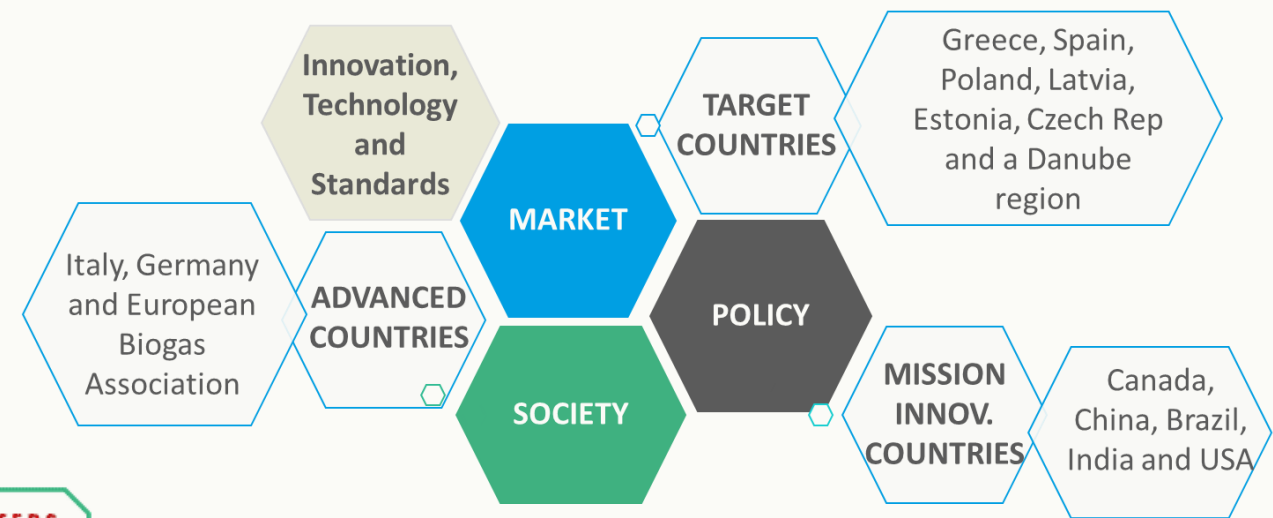 Innovation,
Technology
and
Standards
MARKET
TARGET
COUNTRIES
Greece, Spain,
Poland, Latvia,
Estonia, Czech Rep
and a Danube
region
Italy, Germany
and European
Biogas
Association
ADVANCED
COUNTRIES
SOCIETY
POLICY
MISSION
INNOV.
COUNTRIES
Canada,
China, Brazil,
India and USA